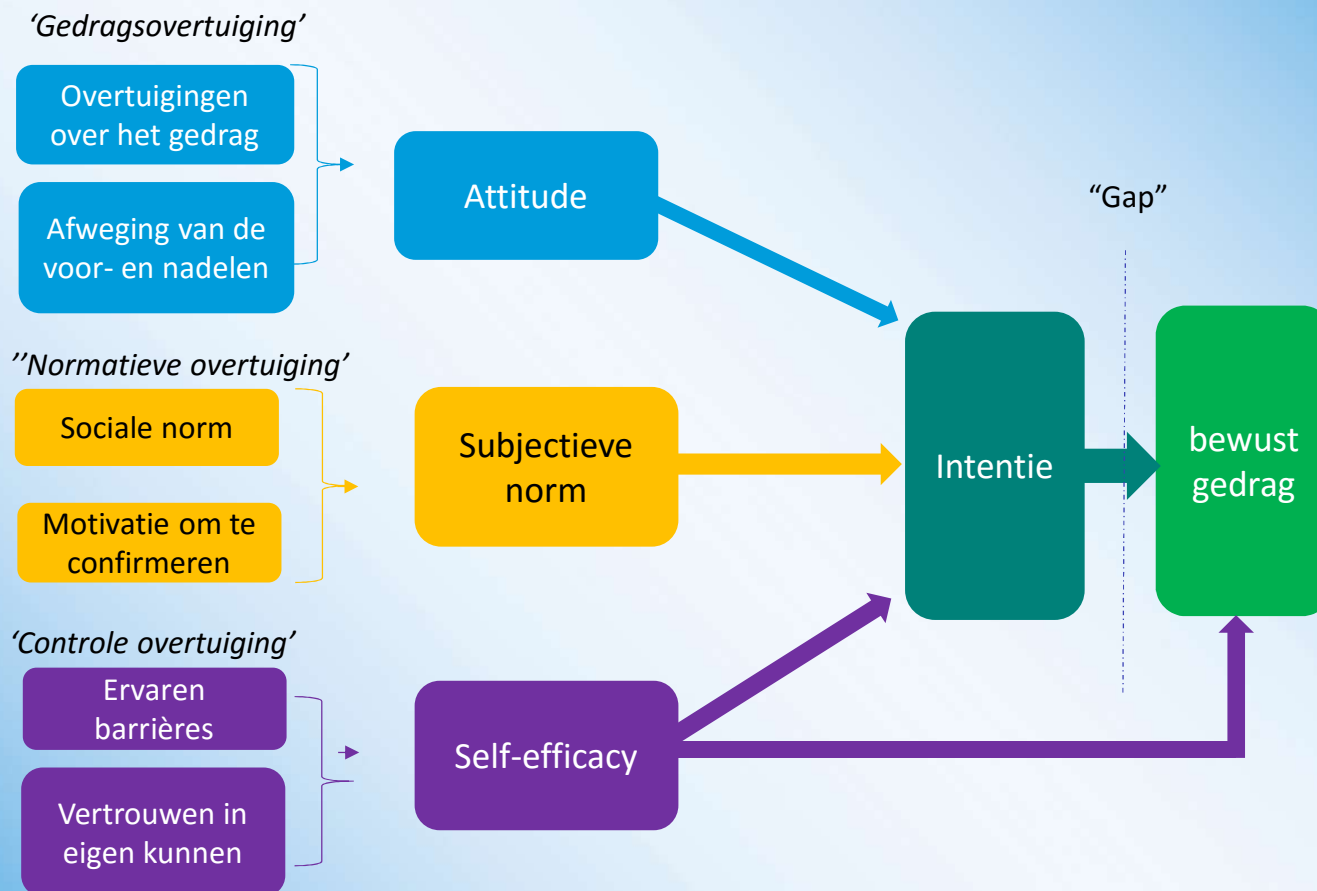 ‘Gedragsovertuiging’
Overtuigingen
over het gedrag
Afweging van de
voor- en nadelen
Attitude
“Gap”
’’Normatieve overtuiging’
Sociale norm
Motivatie om te
confirmeren
Subjectieve
norm
Intentie
bewust
gedrag
‘Controle overtuiging’
Ervaren
barrières
Vertrouwen in
eigen kunnen
Self-efficacy